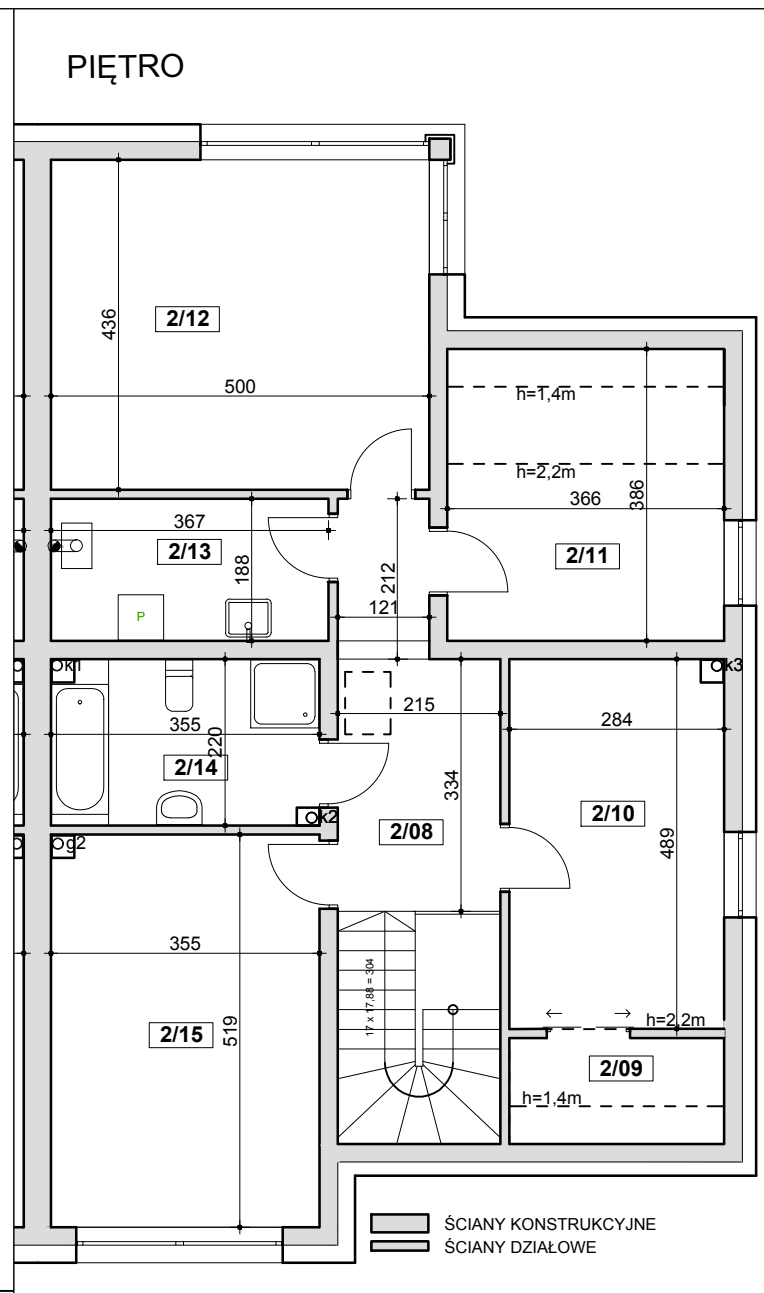 PIĘTRO
436
2/12
500
h=1,4m
h=2,2m
366
386
2/11
367
2/13
188
P
212
121
k1
355
220
2/14
k2
215
334
2/08
284
k3
2/10
489
g2
355
2/15
519
17 x 17,88 = 304
h=2,2m
2/09
h=1,4m
ŚCIANY KONSTRUKCYJNE
ŚCIANY DZIAŁOWE